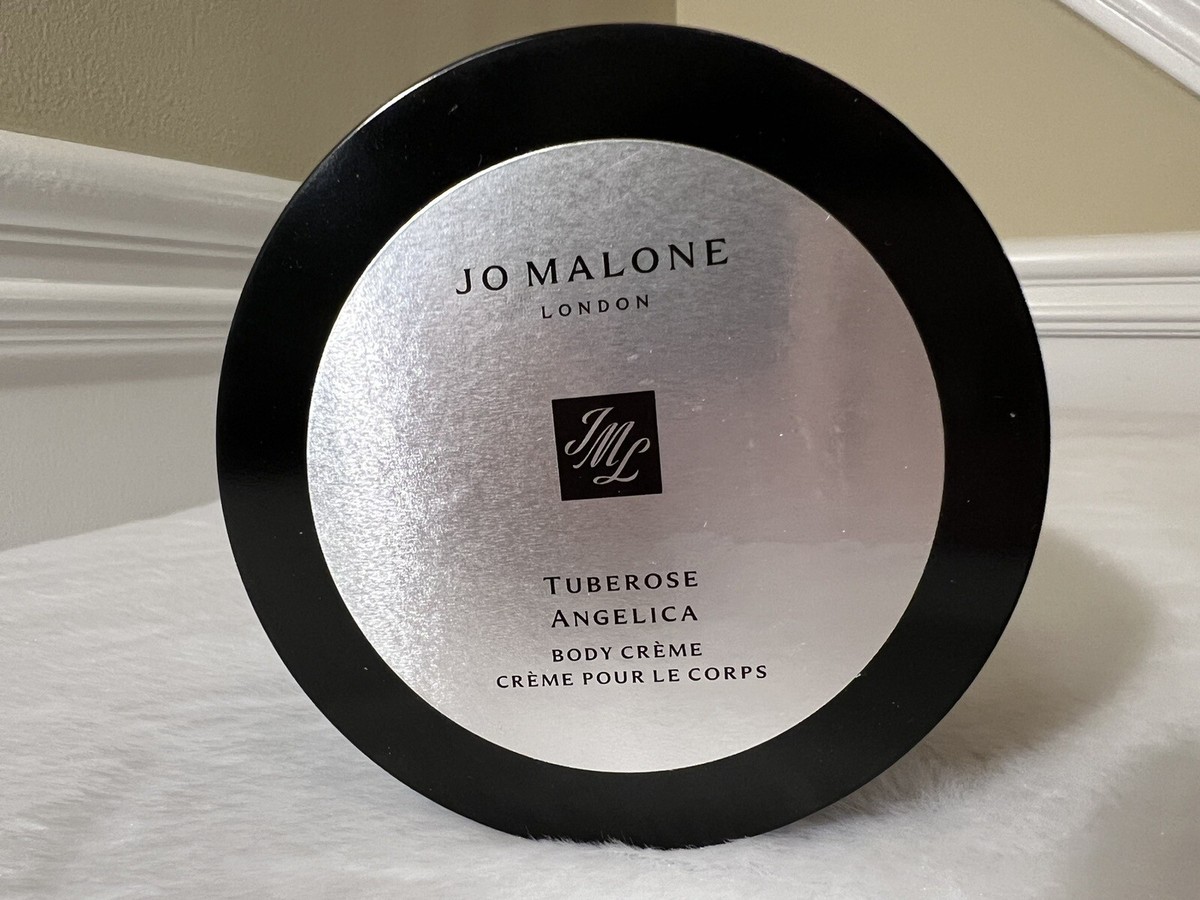 JO MALONE
LONDON
JML
TUBEROSE
ANGELICA
BODY CRÈME
CRÈME POUR LE CORPS